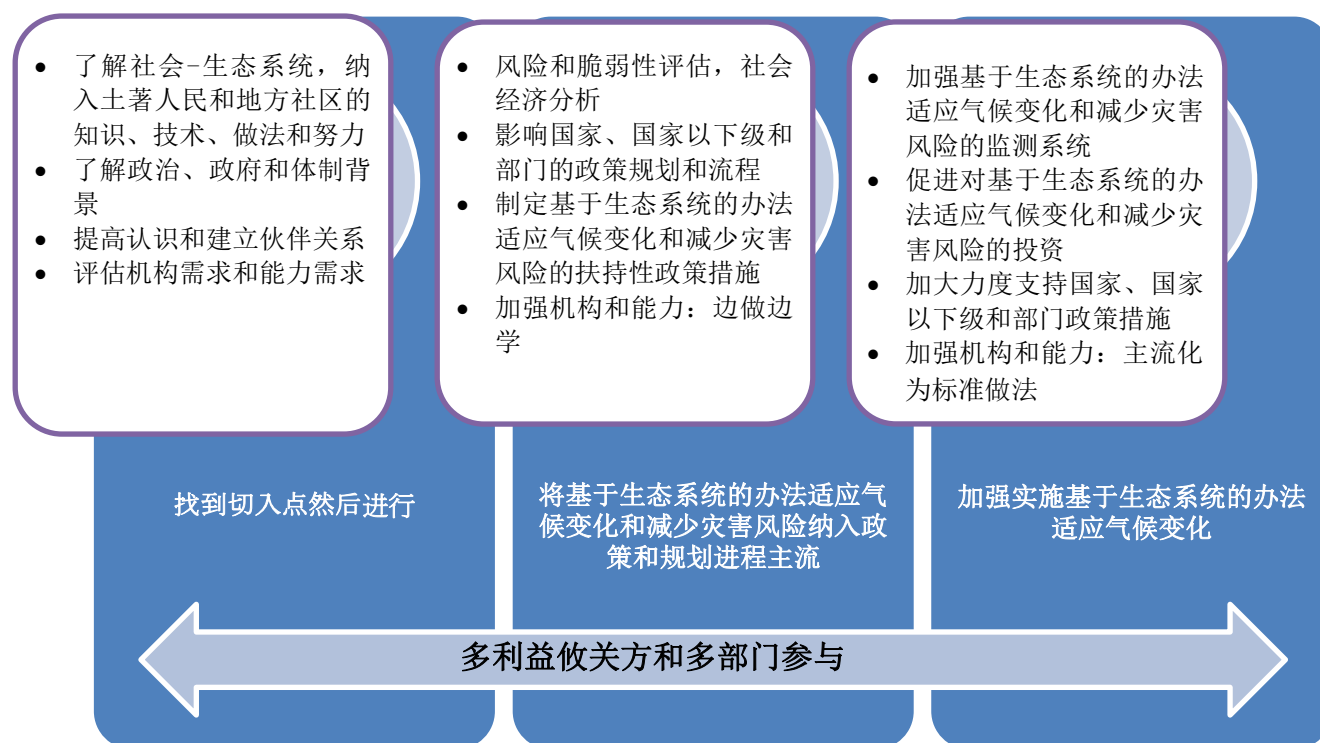 • 了解社会-生态系统，纳
入土著人民和地方社区的
知识、技术、做法和努力
• 了解政治、政府和体制背
景
• 提高认识和建立伙伴关系
• 评估机构需求和能力需求
找到切入点然后进行
• 风险和脆弱性评估，社会
经济分析
• 影响国家、国家以下级和
部门的政策规划和流程
• 制定基于生态系统的办法
适应气候变化和减少灾害
风险的扶持性政策措施
• 加强机构和能力：边做边
学
将基于生态系统的办法适应气
候变化和减少灾害风险纳入政
策和规划进程主流
• 加强基于生态系统的办法
适应气候变化和减少灾害
风险的监测系统
• 促进对基于生态系统的办
法适应气候变化和减少灾
害风险的投资
• 加大力度支持国家、国家
以下级和部门政策措施
• 加强机构和能力：主流化
为标准做法
加强实施基于生态系统的办法
适应气候变化
多利益攸关方和多部门参与